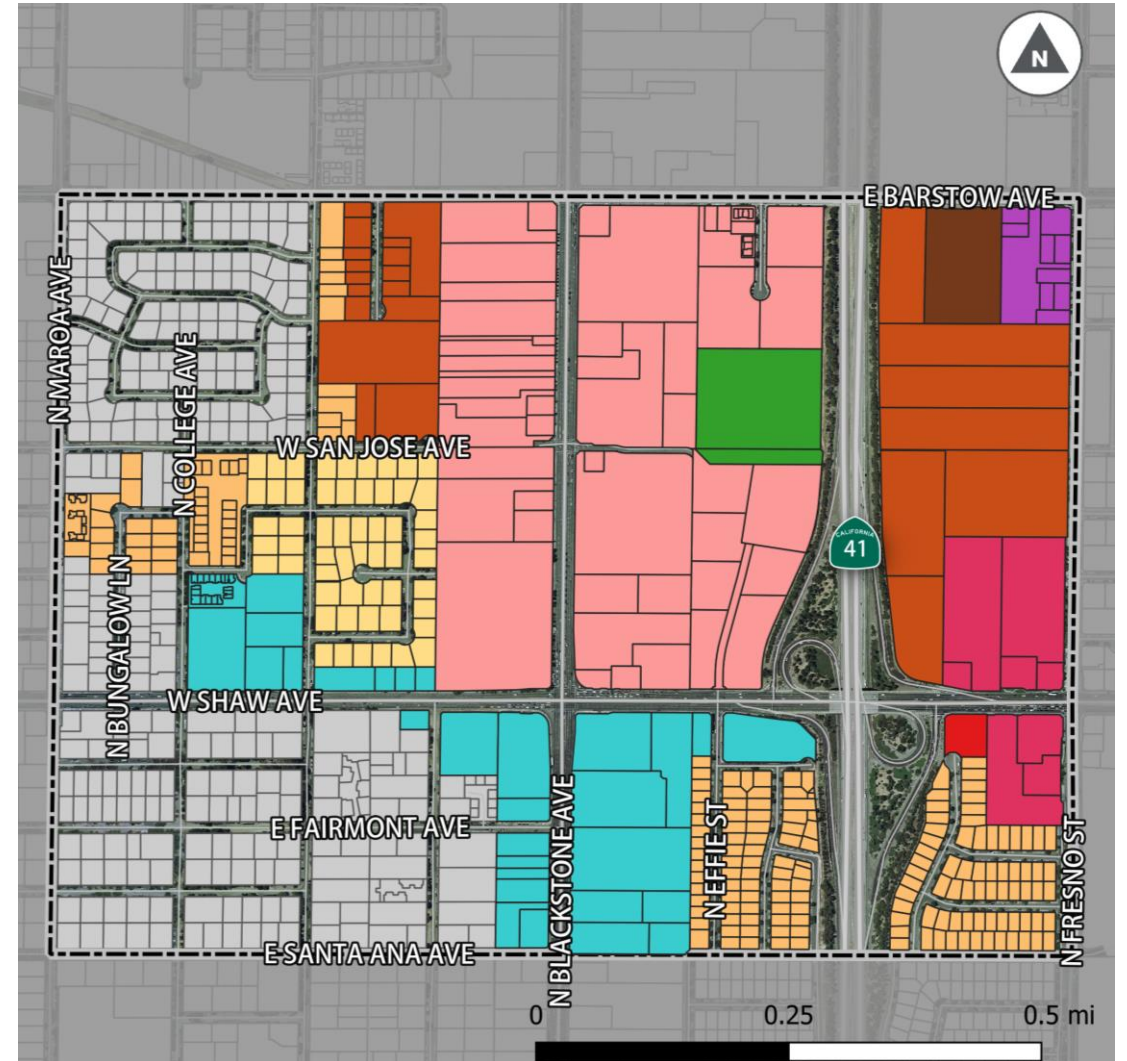 N
E BARSTOW AVE
N MAROA AVE
N COLLEGE AVE
W SAN JOSE AVE
CALIFORNIA
41
N BUNGALOW LN
W SHAW AVE
E FAIRMONT AVE
N BLACKSTONE AVE
N EFFIE ST
N FRESNO ST
E SANTA ANA AVE
0 0.25 0.5 mi